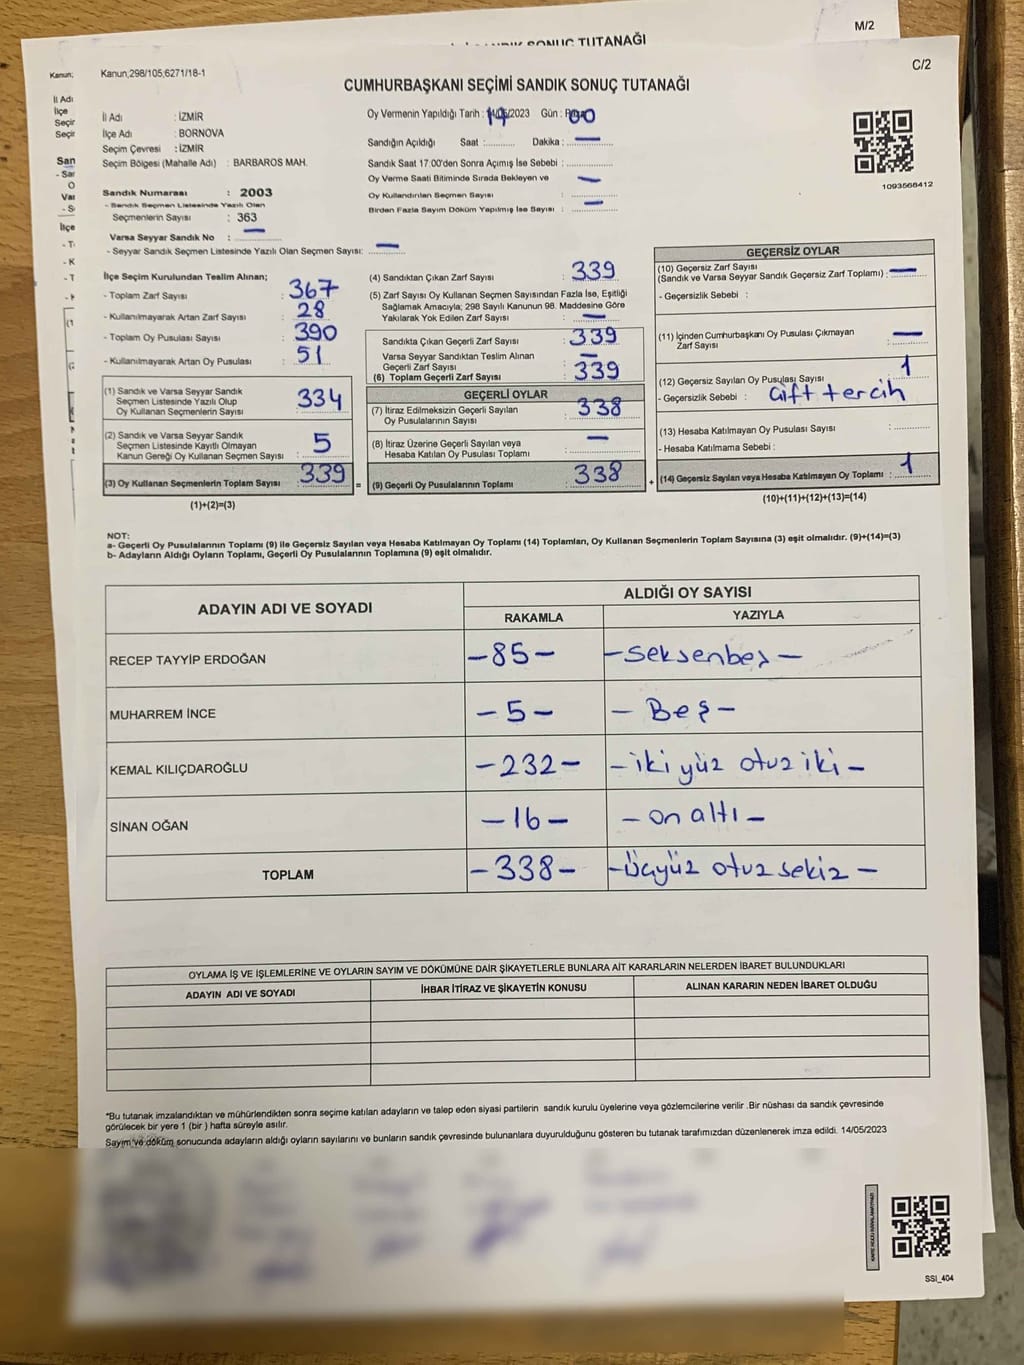 M/2
SONUÇ TUTANAĞI
C/2
Kanun;
Kanun;298/105;6271/18-1
CUMHURBAŞKANI SEÇİMİ SANDIK SONUÇ TUTANAĞI
İl Adı : İZMİR
İlçe Adı : BORNOVA
Seçim Çevresi : İZMİR
Seçim Bölgesi (Mahalle Adı) : BARBAROS MAH.
Sandık Numarası : 2003
- Sandık Seçmen Listesinde Yazılı Olan
Seçmenlerin Sayısı : 363
Varsa Seyyar Sandık No : —
- Seyyar Sandık Seçmen Listesinde Yazılı Olan Seçmen Sayısı: —
Oy Vermenin Yapıldığı Tarih : /2023 Gün :
17 00
Sandığın Açıldığı Saat : Dakika : —
Sandık Saat 17:00'den Sonra Açımış İse Sebebi :
Oy Verme Saati Bitiminde Sırada Bekleyen ve —
Oy Kullandırılan Seçmen Sayısı :
Birden Fazla Sayım Döküm Yapılmış İse Sayısı : —
1093568412
İlçe Seçim Kurulundan Teslim Alınan;
- Toplam Zarf Sayısı : 367
- Kullanılmayarak Artan Zarf Sayısı : 28
- Toplam Oy Pusulası Sayısı : 390
- Kullanılmayarak Artan Oy Pusulası : 51
(1) Sandık ve Varsa Seyyar Sandık
Seçmen Listesinde Yazılı Olup
Oy Kullanan Seçmenlerin Sayısı : 334
(2) Sandık ve Varsa Seyyar Sandık
Seçmen Listesinde Kayıtlı Olmayan
Kanun Gereği Oy Kullanan Seçmen Sayısı : 5
(3) Oy Kullanan Seçmenlerin Toplam Sayısı : 339
(1)+(2)=(3)
(4) Sandıktan Çıkan Zarf Sayısı : 339
(5) Zarf Sayısı Oy Kullanan Seçmen Sayısından Fazla İse, Eşitliği
Sağlamak Amacıyla; 298 Sayılı Kanunun 98. Maddesine Göre
Yakılarak Yok Edilen Zarf Sayısı : —
Sandıkta Çıkan Geçerli Zarf Sayısı : 339
Varsa Seyyar Sandıktan Teslim Alınan
Geçerli Zarf Sayısı : —
(6) Toplam Geçerli Zarf Sayısı : 339
GEÇERLİ OYLAR
(7) İtiraz Edilmeksizin Geçerli Sayılan
Oy Pusulalarının Sayısı : 338
(8) İtiraz Üzerine Geçerli Sayılan veya
Hesaba Katılan Oy Pusulası Toplamı : —
= (9) Geçerli Oy Pusulalarının Toplamı : 338
GEÇERSİZ OYLAR
(10) Geçersiz Zarf Sayısı
(Sandık ve Varsa Seyyar Sandık Geçersiz Zarf Toplamı) : —
- Geçersizlik Sebebi :
(11) İçinden Cumhurbaşkanı Oy Pusulası Çıkmayan
Zarf Sayısı : —
(12) Geçersiz Sayılan Oy Pusulası Sayısı : 1
- Geçersizlik Sebebi : Çift tercih
(13) Hesaba Katılmayan Oy Pusulası Sayısı :
- Hesaba Katılmama Sebebi :
+ (14) Geçersiz Sayılan veya Hesaba Katılmayan Oy Toplamı : 1
(10)+(11)+(12)+(13)=(14)
NOT:
a- Geçerli Oy Pusulalarının Toplamı (9) ile Geçersiz Sayılan veya Hesaba Katılmayan Oy Toplamı (14) Toplamları, Oy Kullanan Seçmenlerin Toplam Sayısına (3) eşit olmalıdır. (9)+(14)=(3)
b- Adayların Aldığı Oyların Toplamı, Geçerli Oy Pusulalarının Toplamına (9) eşit olmalıdır.
ADAYIN ADI VE SOYADI
ALDIĞI OY SAYISI
RAKAMLA YAZIYLA
RECEP TAYYİP ERDOĞAN -85- -seksenbeş-
MUHARREM İNCE -5- -Beş-
KEMAL KILIÇDAROĞLU -232- -iki yüz otuz iki-
SİNAN OĞAN -16- -on altı-
TOPLAM -338- -Üçyüz otuz sekiz-
OYLAMA İŞ VE İŞLEMLERİNE VE OYLARIN SAYIM VE DÖKÜMÜNE DAİR ŞİKAYETLERLE BUNLARA AİT KARARLARIN NELERDEN İBARET BULUNDUKLARI
ADAYIN ADI VE SOYADI İHBAR İTİRAZ VE ŞİKAYETİN KONUSU ALINAN KARARIN NEDEN İBARET OLDUĞU
*Bu tutanak imzalandıktan ve mühürlendikten sonra seçime katılan adayların ve talep eden siyasi partilerin sandık kurulu üyelerine veya gözlemcilerine verilir .Bir nüshası da sandık çevresinde
görülecek bir yere 1 (bir ) hafta süreyle asılır.
Sayım ve döküm sonucunda adayların aldığı oyların sayılarını ve bunların sandık çevresinde bulunanlara duyurulduğunu gösteren bu tutanak tarafımızdan düzenlenerek imza edildi. 14/05/2023
SSI_404